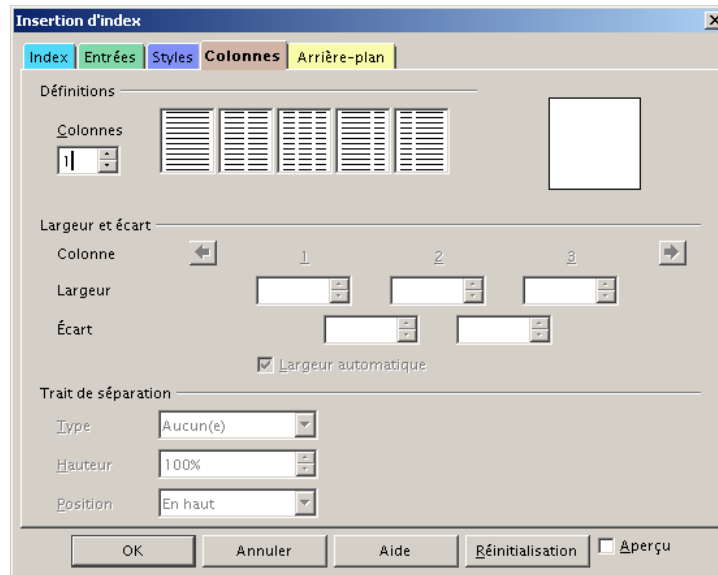 Insertion d'index
Index Entrées Styles Colonnes Arrière-plan
Définitions
Colonnes
1
Largeur et écart
Colonne 1 2 3
Largeur
Écart
Largeur automatique
Trait de séparation
Type Aucun(e)
Hauteur 100%
Position En haut
OK Annuler Aide Réinitialisation Aperçu